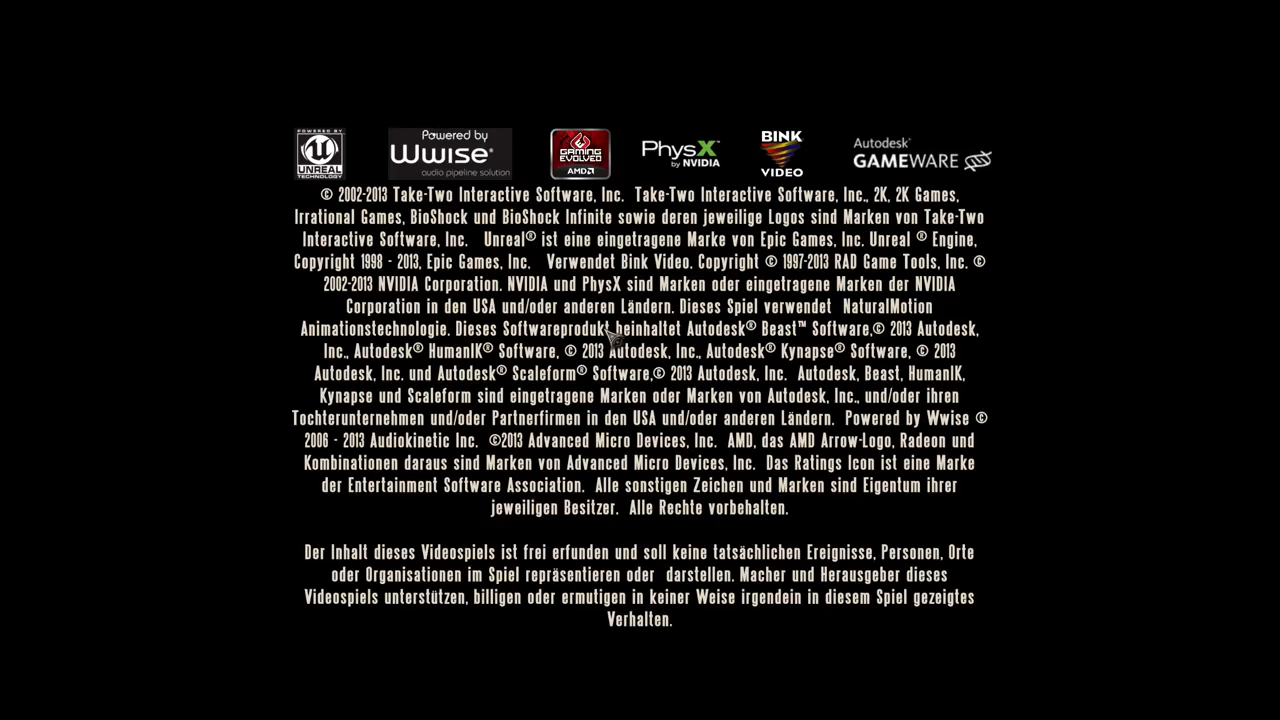 POWERED BY
UNREAL
TECHNOLOGY
Powered by
Wwise®
audio pipeline solution
GAMING
EVOLVED
AMD
PhysX
by NVIDIA
BINK
VIDEO
Autodesk®
GAMEWARE
© 2002-2013 Take-Two Interactive Software, Inc. Take-Two Interactive Software, Inc., 2K, 2K Games,
Irrational Games, BioShock und BioShock Infinite sowie deren jeweilige Logos sind Marken von Take-Two
Interactive Software, Inc. Unreal® ist eine eingetragene Marke von Epic Games, Inc. Unreal ® Engine,
Copyright 1998 - 2013, Epic Games, Inc. Verwendet Bink Video. Copyright © 1997-2013 RAD Game Tools, Inc. ©
2002-2013 NVIDIA Corporation. NVIDIA und PhysX sind Marken oder eingetragene Marken der NVIDIA
Corporation in den USA und/oder anderen Ländern. Dieses Spiel verwendet NaturalMotion
Animationstechnologie. Dieses Softwareprodukt beinhaltet Autodesk® Beast™ Software,© 2013 Autodesk,
Inc., Autodesk® HumanIK® Software, © 2013 Autodesk, Inc., Autodesk® Kynapse® Software, © 2013
Autodesk, Inc. und Autodesk® Scaleform® Software,© 2013 Autodesk, Inc. Autodesk, Beast, HumanIK,
Kynapse und Scaleform sind eingetragene Marken oder Marken von Autodesk, Inc., und/oder ihren
Tochterunternehmen und/oder Partnerfirmen in den USA und/oder anderen Ländern. Powered by Wwise ©
2006 - 2013 Audiokinetic Inc. ©2013 Advanced Micro Devices, Inc. AMD, das AMD Arrow-Logo, Radeon und
Kombinationen daraus sind Marken von Advanced Micro Devices, Inc. Das Ratings Icon ist eine Marke
der Entertainment Software Association. Alle sonstigen Zeichen und Marken sind Eigentum ihrer
jeweiligen Besitzer. Alle Rechte vorbehalten.
Der Inhalt dieses Videospiels ist frei erfunden und soll keine tatsächlichen Ereignisse, Personen, Orte
oder Organisationen im Spiel repräsentieren oder darstellen. Macher und Herausgeber dieses
Videospiels unterstützen, billigen oder ermutigen in keiner Weise irgendein in diesem Spiel gezeigtes
Verhalten.